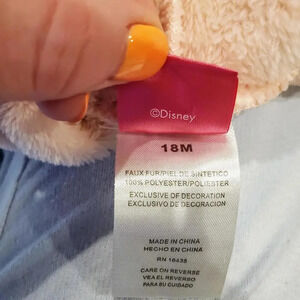 ©Disney
18M
FAUX FUR/PIEL DE SINTETICO
100% POLYESTER/POLIESTER
EXCLUSIVE OF DECORATION
EXCLUSIVO DE DECORACION
MADE IN CHINA
HECHO EN CHINA
RN 16435
CARE ON REVERSE
VEA EL REVERSO
PARA SU CUIDADO